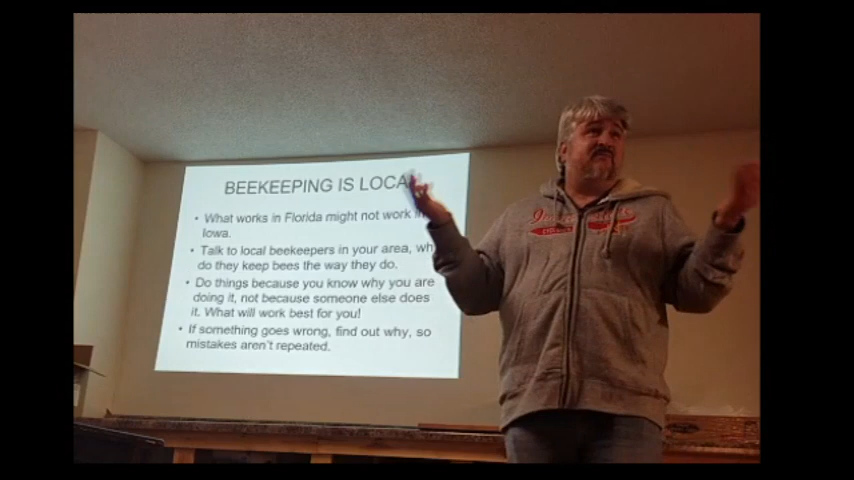 BEEKEEPING IS LOCA
• What works in Florida might not work in
Iowa.
• Talk to local beekeepers in your area, wh
do they keep bees the way they do.
• Do things because you know why you are
doing it, not because someone else does
it. What will work best for you!
• If something goes wrong, find out why, so
mistakes aren't repeated.